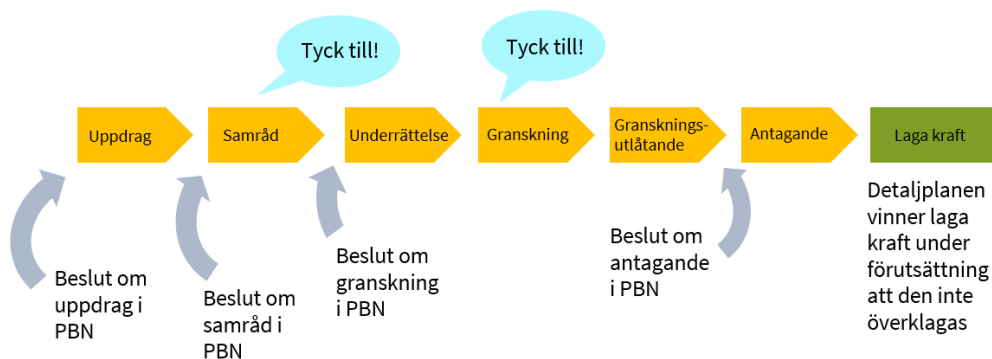 Tyck till!
Tyck till!
Uppdrag
Samråd
Underrättelse
Granskning
Gransknings-
utlåtande
Antagande
Laga kraft
Beslut om
uppdrag i
PBN
Beslut om
samråd i
PBN
Beslut om
granskning
i PBN
Beslut om
antagande
i PBN
Detaljplanen
vinner laga
kraft under
förutsättning
att den inte
överklagas